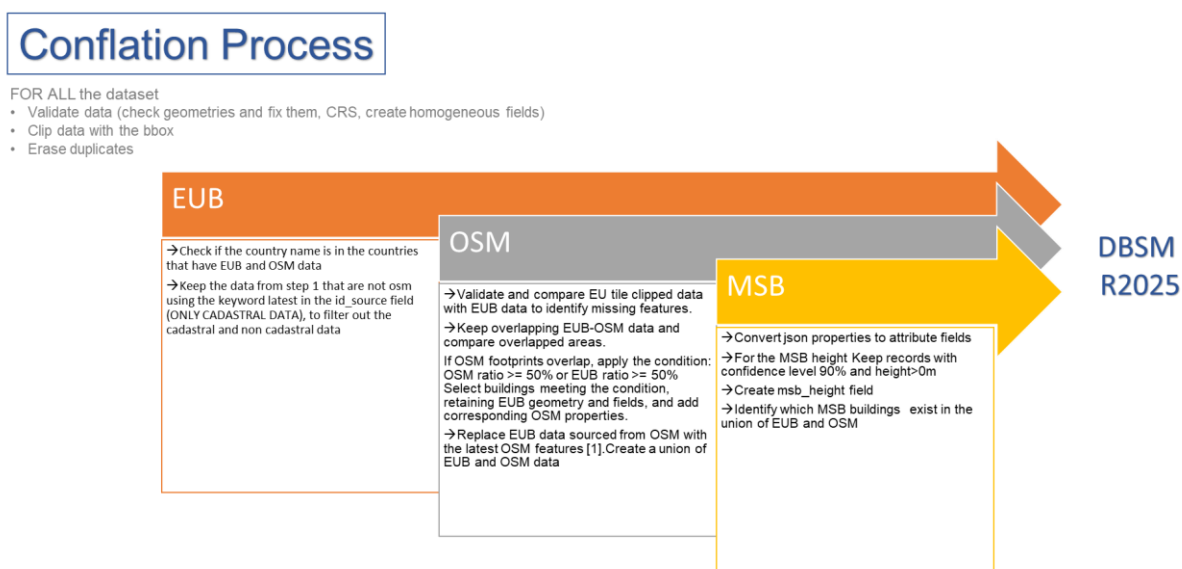 Conflation Process
FOR ALL the dataset
• Validate data (check geometries and fix them, CRS, create homogeneous fields)
• Clip data with the bbox
• Erase duplicates
EUB
→Check if the country name is in the countries
that have EUB and OSM data
→Keep the data from step 1 that are not osm
using the keyword latest in the id_source field
(ONLY CADASTRAL DATA), to filter out the
cadastral and non cadastral data
OSM
→Validate and compare EU tile clipped data
with EUB data to identify missing features.
→Keep overlapping EUB-OSM data and
compare overlapped areas.
If OSM footprints overlap, apply the condition:
OSM ratio >= 50% or EUB ratio >= 50%
Select buildings meeting the condition,
retaining EUB geometry and fields, and add
corresponding OSM properties.
→Replace EUB data sourced from OSM with
the latest OSM features [1].Create a union of
EUB and OSM data
MSB
→Convert json properties to attribute fields
→For the MSB height Keep records with
confidence level 90% and height>0m
→Create msb_height field
→Identify which MSB buildings exist in the
union of EUB and OSM
DBSM
R2025